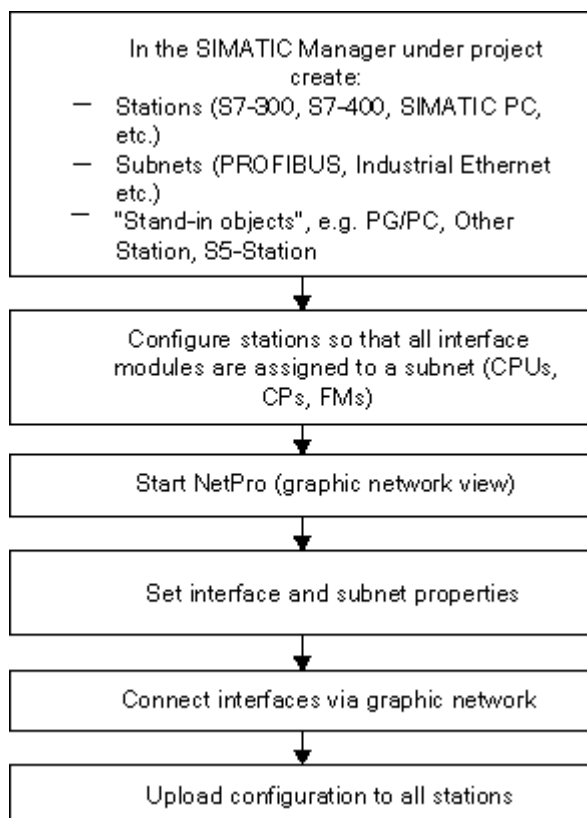 In the SIMATIC Manager under project
create:
— Stations (S7-300, S7-400, SIMATIC PC,
etc.)
— Subnets (PROFIBUS, Industrial Ethernet
etc.)
— "Stand-in objects", e.g. PG/PC, Other
Station, S5-Station
Configure stations so that all interface
modules are assigned to a subnet (CPUs,
CPs, FMs)
Start NetPro (graphic network view)
Set interface and subnet properties
Connect interfaces via graphic network
Upload configuration to all stations